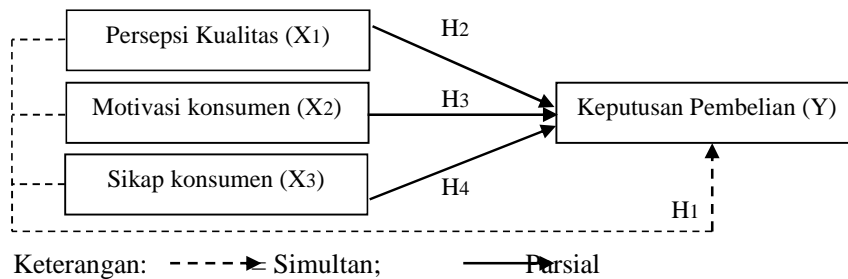 Persepsi Kualitas (X1)
H2
Motivasi konsumen (X2)
H3
Keputusan Pembelian (Y)
Sikap konsumen (X3)
H4
H1
Keterangan: = Simultan; Parsial